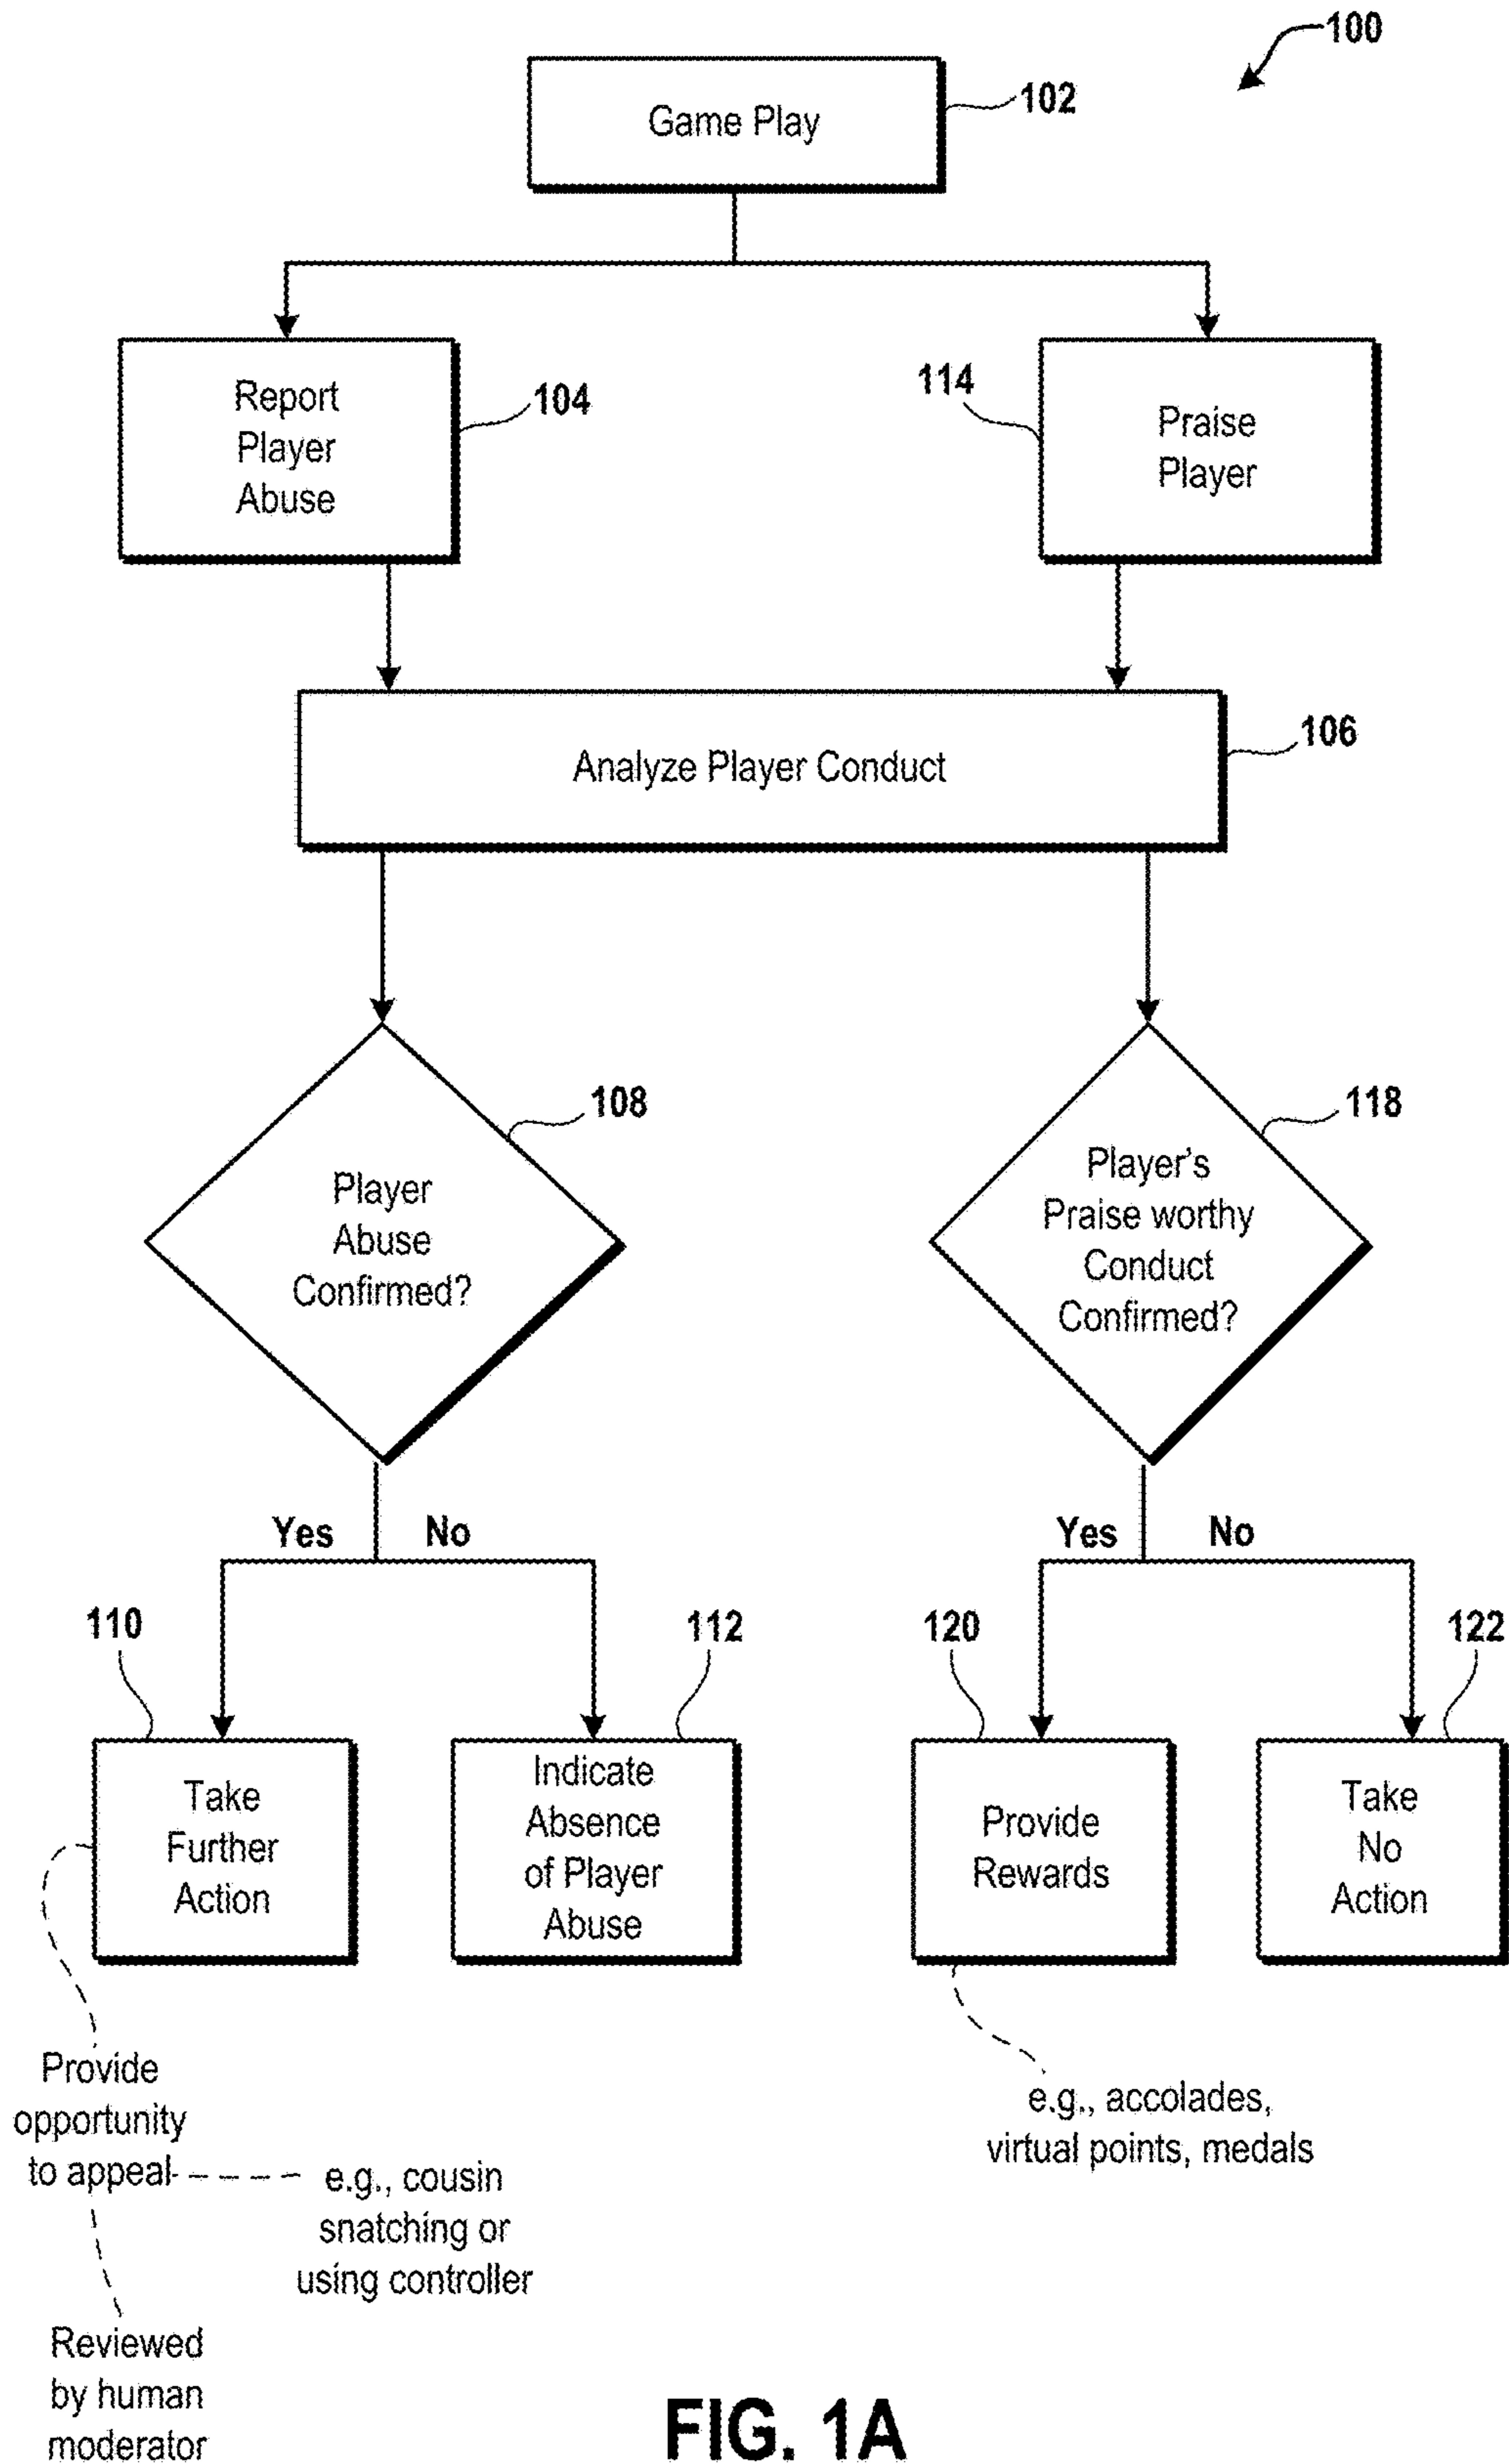 100
Game Play
102
Report
Player
Abuse
104
114
Praise
Player
Analyze Player Conduct
106
Player
Abuse
Confirmed?
108
Player's
Praise worthy
Conduct
Confirmed?
118
Yes
No
Yes
No
110
112
120
122
Take
Further
Action
Indicate
Absence
of Player
Abuse
Provide
Rewards
Take
No
Action
Provide
opportunity
to appeal
e.g., cousin
snatching or
using controller
Reviewed
by human
moderator
e.g., accolades,
virtual points, medals
FIG. 1A